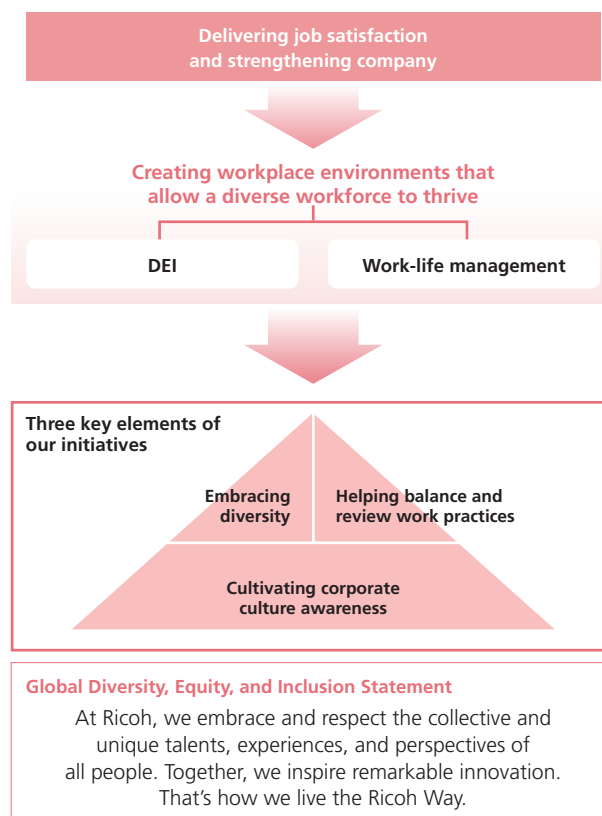 Delivering job satisfaction
and strengthening company
Creating workplace environments that
allow a diverse workforce to thrive
DEI
Work-life management
Three key elements of
our initiatives
Embracing
diversity
Helping balance and
review work practices
Cultivating corporate
culture awareness
Global Diversity, Equity, and Inclusion Statement
At Ricoh, we embrace and respect the collective and
unique talents, experiences, and perspectives of
all people. Together, we inspire remarkable innovation.
That’s how we live the Ricoh Way.